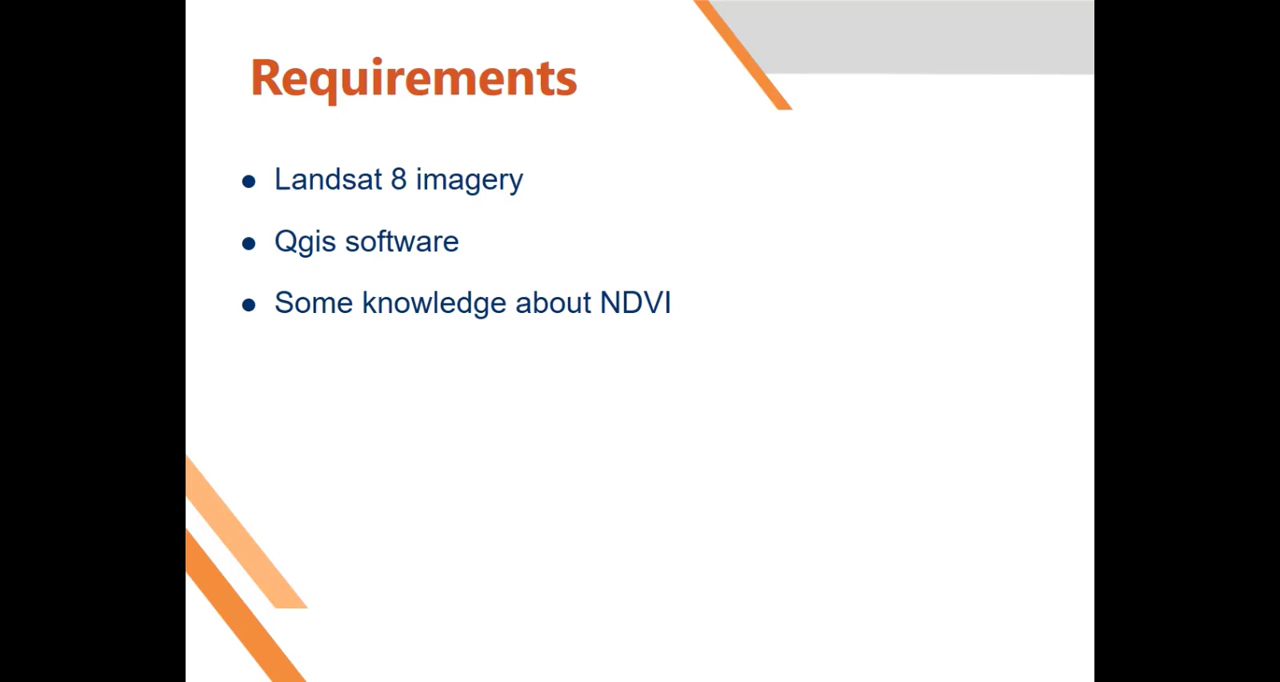 Requirements
● Landsat 8 imagery
● Qgis software
● Some knowledge about NDVI